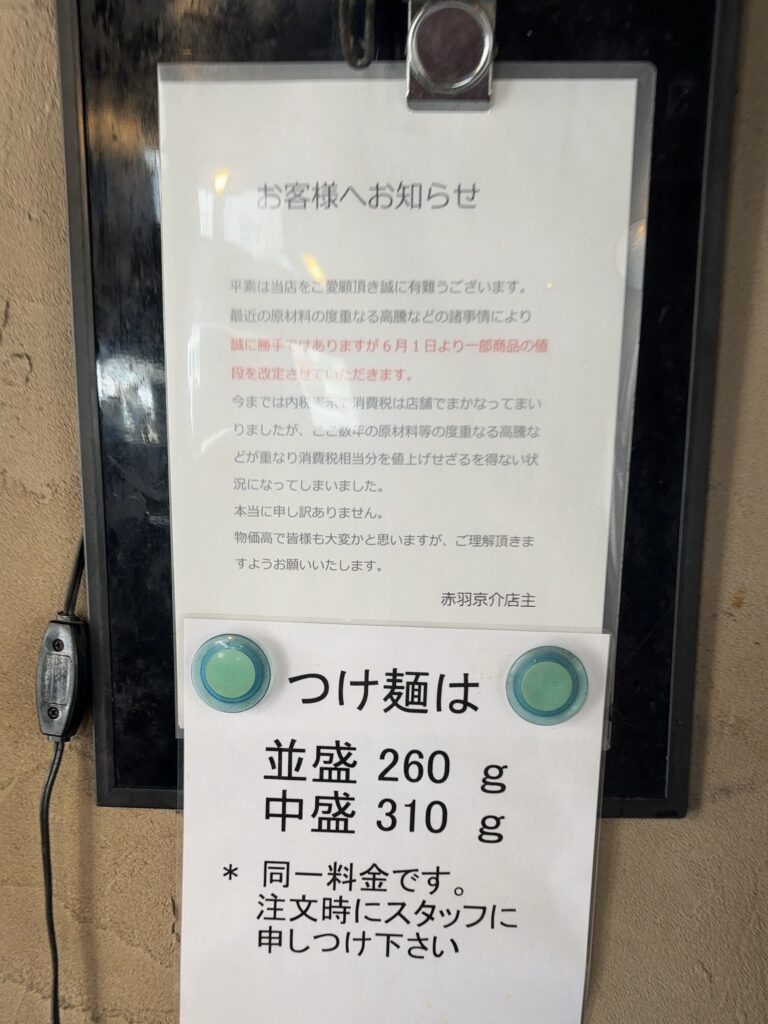 お客様へお知らせ
平素は当店をご愛顧頂き誠に有難うございます。
最近の原材料の度重なる高騰などの諸事情により
誠に勝手ではありますが6月1日より一部商品の値
段を改定させていただきます。
今までは内税表示で消費税は店舗でまかなってまい
りましたが、ここ数年の原材料等の度重なる高騰な
どが重なり消費税相当分を値上げせざるを得ない状
況になってしまいました。
本当に申し訳ありません。
物価高で皆様も大変かと思いますが、ご理解頂きま
すようお願いいたします。
赤羽京介店主
つけ麺は
並盛 260 g
中盛 310 g
* 同一料金です。
注文時にスタッフに
申しつけ下さい